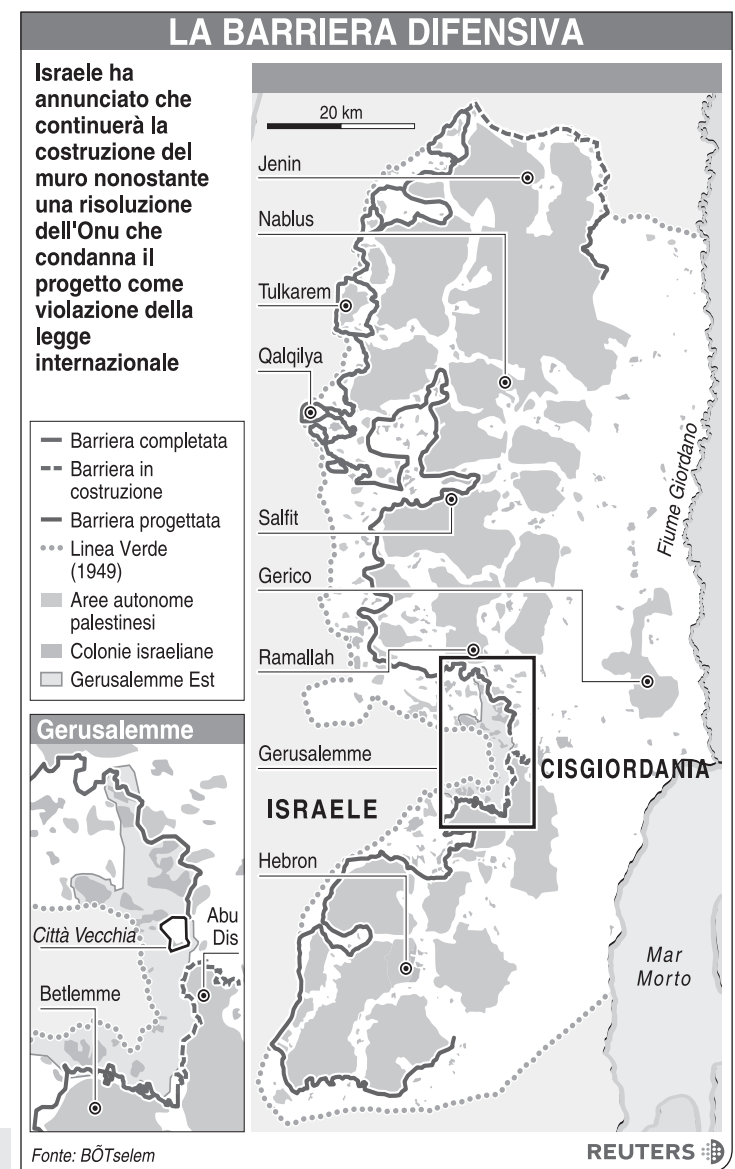 LA BARRIERA DIFENSIVA
Israele ha
annunciato che
continuerà la
costruzione del
muro nonostante
una risoluzione
dell'Onu che
condanna il
progetto come
violazione della
legge
internazionale
Barriera completata
Barriera in
costruzione
Barriera progettata
Linea Verde
(1949)
Aree autonome
palestinesi
Colonie israeliane
Gerusalemme Est
20 km
Jenin
Nablus
Tulkarem
Qalqilya
Salfit
Gerico
Ramallah
Gerusalemme
ISRAELE
Hebron
CISGIORDANIA
Fiume Giordano
Mar
Morto
Gerusalemme
Città Vecchia
Abu
Dis
Betlemme
Fonte: BÕTselem
REUTERS